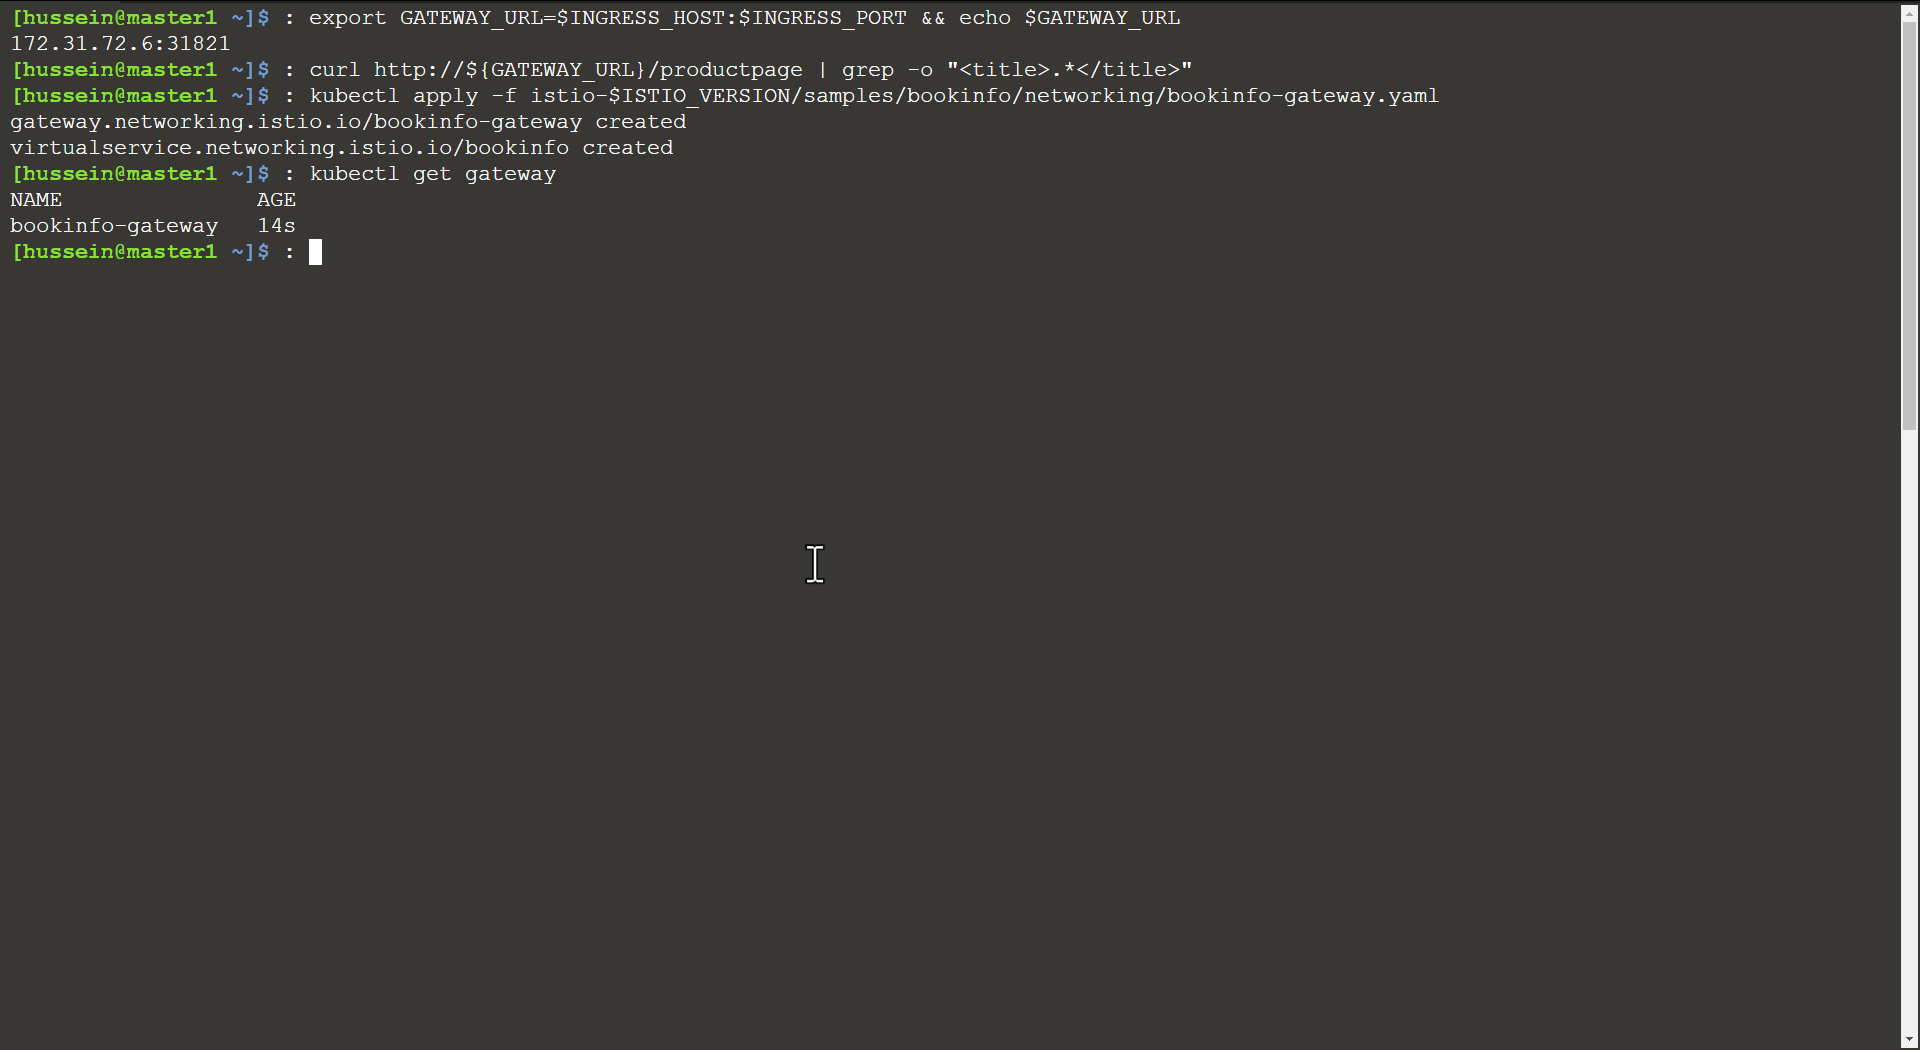 [hussein@master1 ~]$ : export GATEWAY_URL=$INGRESS_HOST:$INGRESS_PORT && echo $GATEWAY_URL
172.31.72.6:31821
[hussein@master1 ~]$ : curl http://${GATEWAY_URL}/productpage | grep -o "<title>.*</title>"
[hussein@master1 ~]$ : kubectl apply -f istio-$ISTIO_VERSION/samples/bookinfo/networking/bookinfo-gateway.yaml
gateway.networking.istio.io/bookinfo-gateway created
virtualservice.networking.istio.io/bookinfo created
[hussein@master1 ~]$ : kubectl get gateway
NAME               AGE
bookinfo-gateway   14s
[hussein@master1 ~]$ :